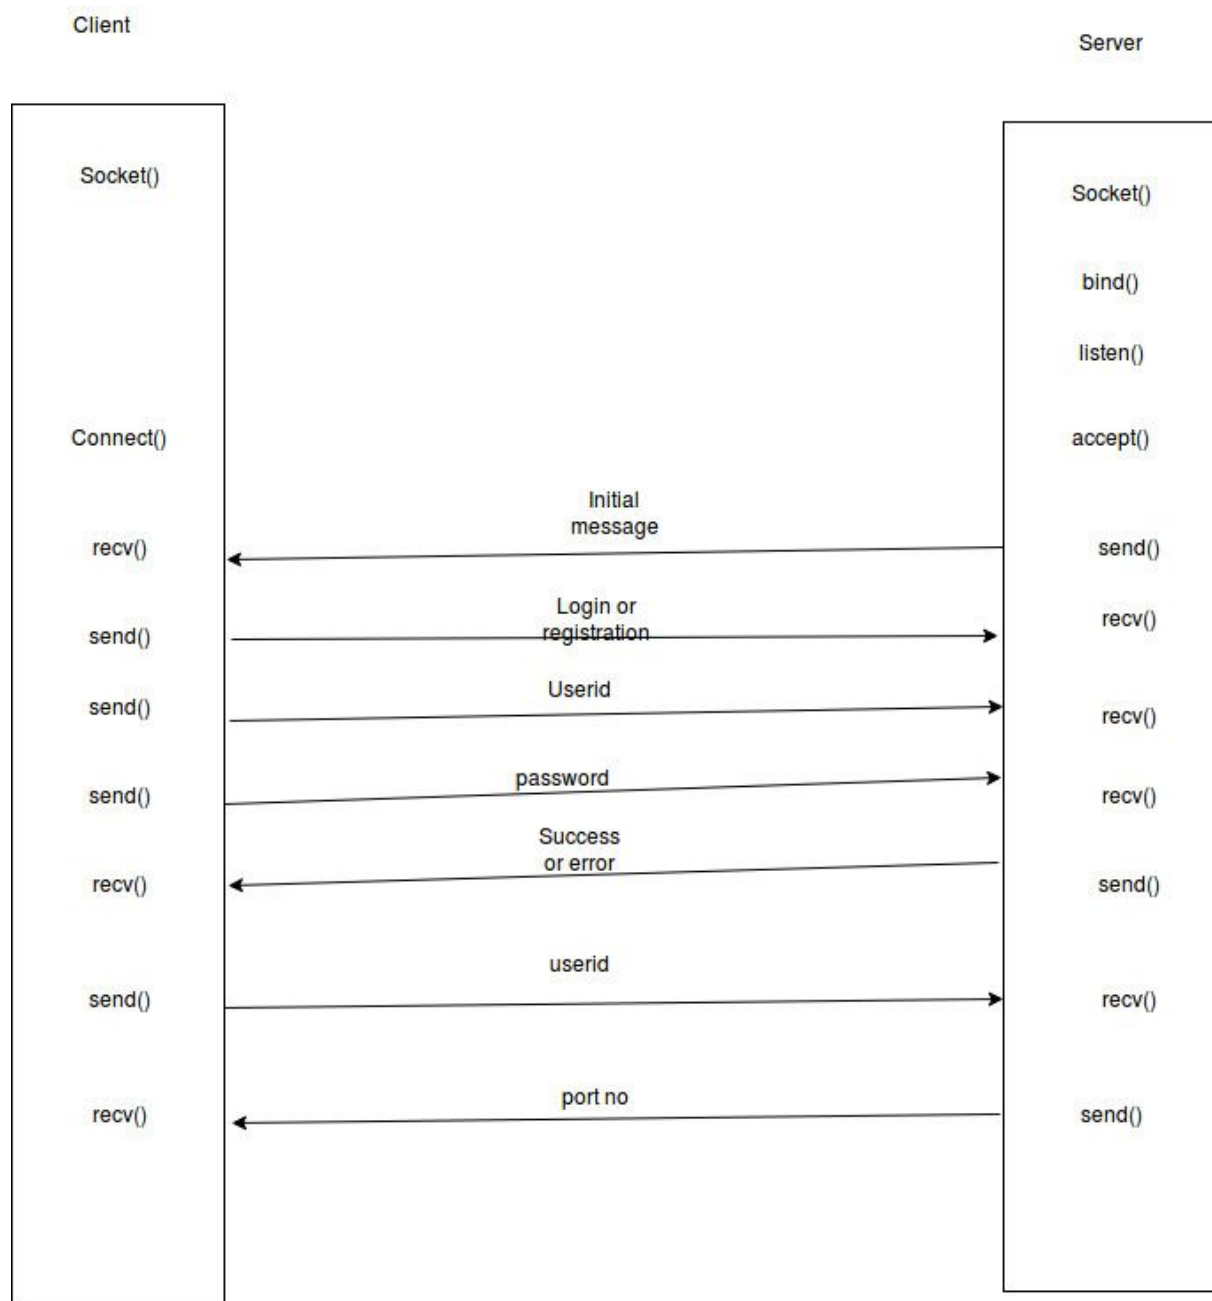 Client
Server
Socket()
Socket()
bind()
listen()
Connect()
accept()
Initial
message
recv()
send()
Login or
registration
send()
recv()
Userid
send()
recv()
password
send()
recv()
Success
or error
recv()
send()
userid
send()
recv()
port no
recv()
send()